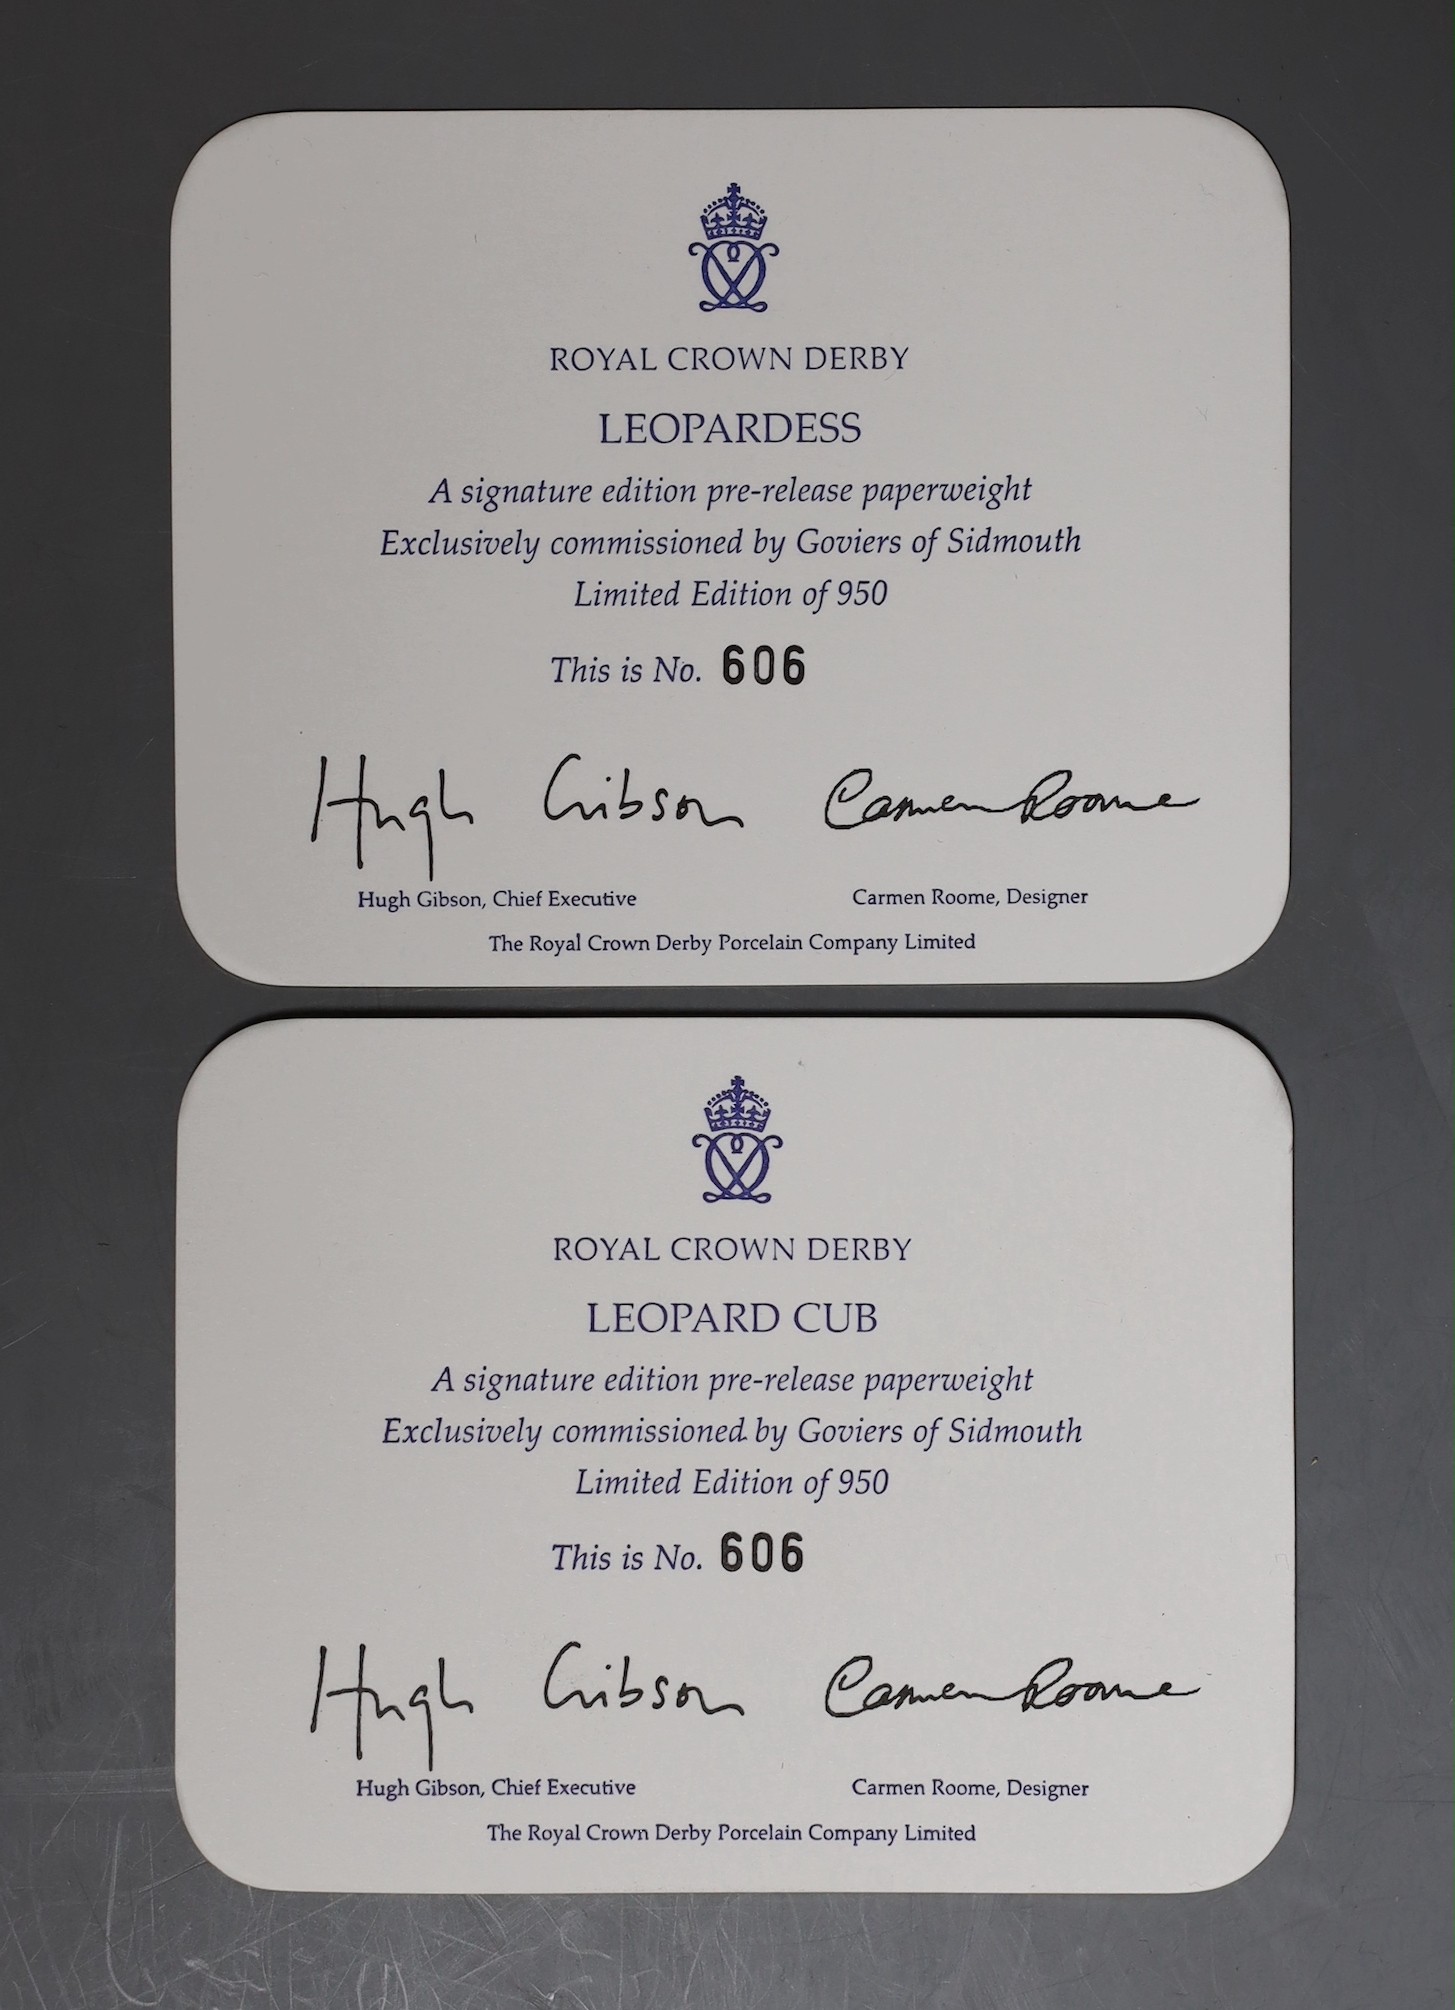 ROYAL CROWN DERBY
LEOPARDESS
A signature edition pre-release paperweight
Exclusively commissioned by Goviers of Sidmouth
Limited Edition of 950
This is No. 606
Hugh Gibson Carmen Roome
Hugh Gibson, Chief Executive Carmen Roome, Designer
The Royal Crown Derby Porcelain Company Limited
ROYAL CROWN DERBY
LEOPARD CUB
A signature edition pre-release paperweight
Exclusively commissioned by Goviers of Sidmouth
Limited Edition of 950
This is No. 606
Hugh Gibson Carmen Roome
Hugh Gibson, Chief Executive Carmen Roome, Designer
The Royal Crown Derby Porcelain Company Limited